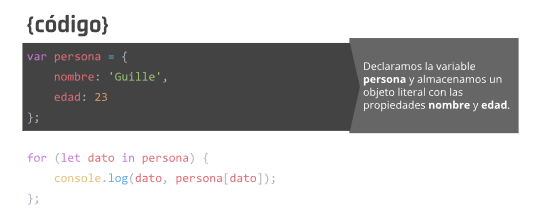 {código}
var persona = {
    nombre: 'Guille',
    edad: 23
};
Declaramos la variable
persona y almacenamos un
objeto literal con las
propiedades nombre y edad.
for (let dato in persona) {
    console.log(dato, persona[dato]);
};